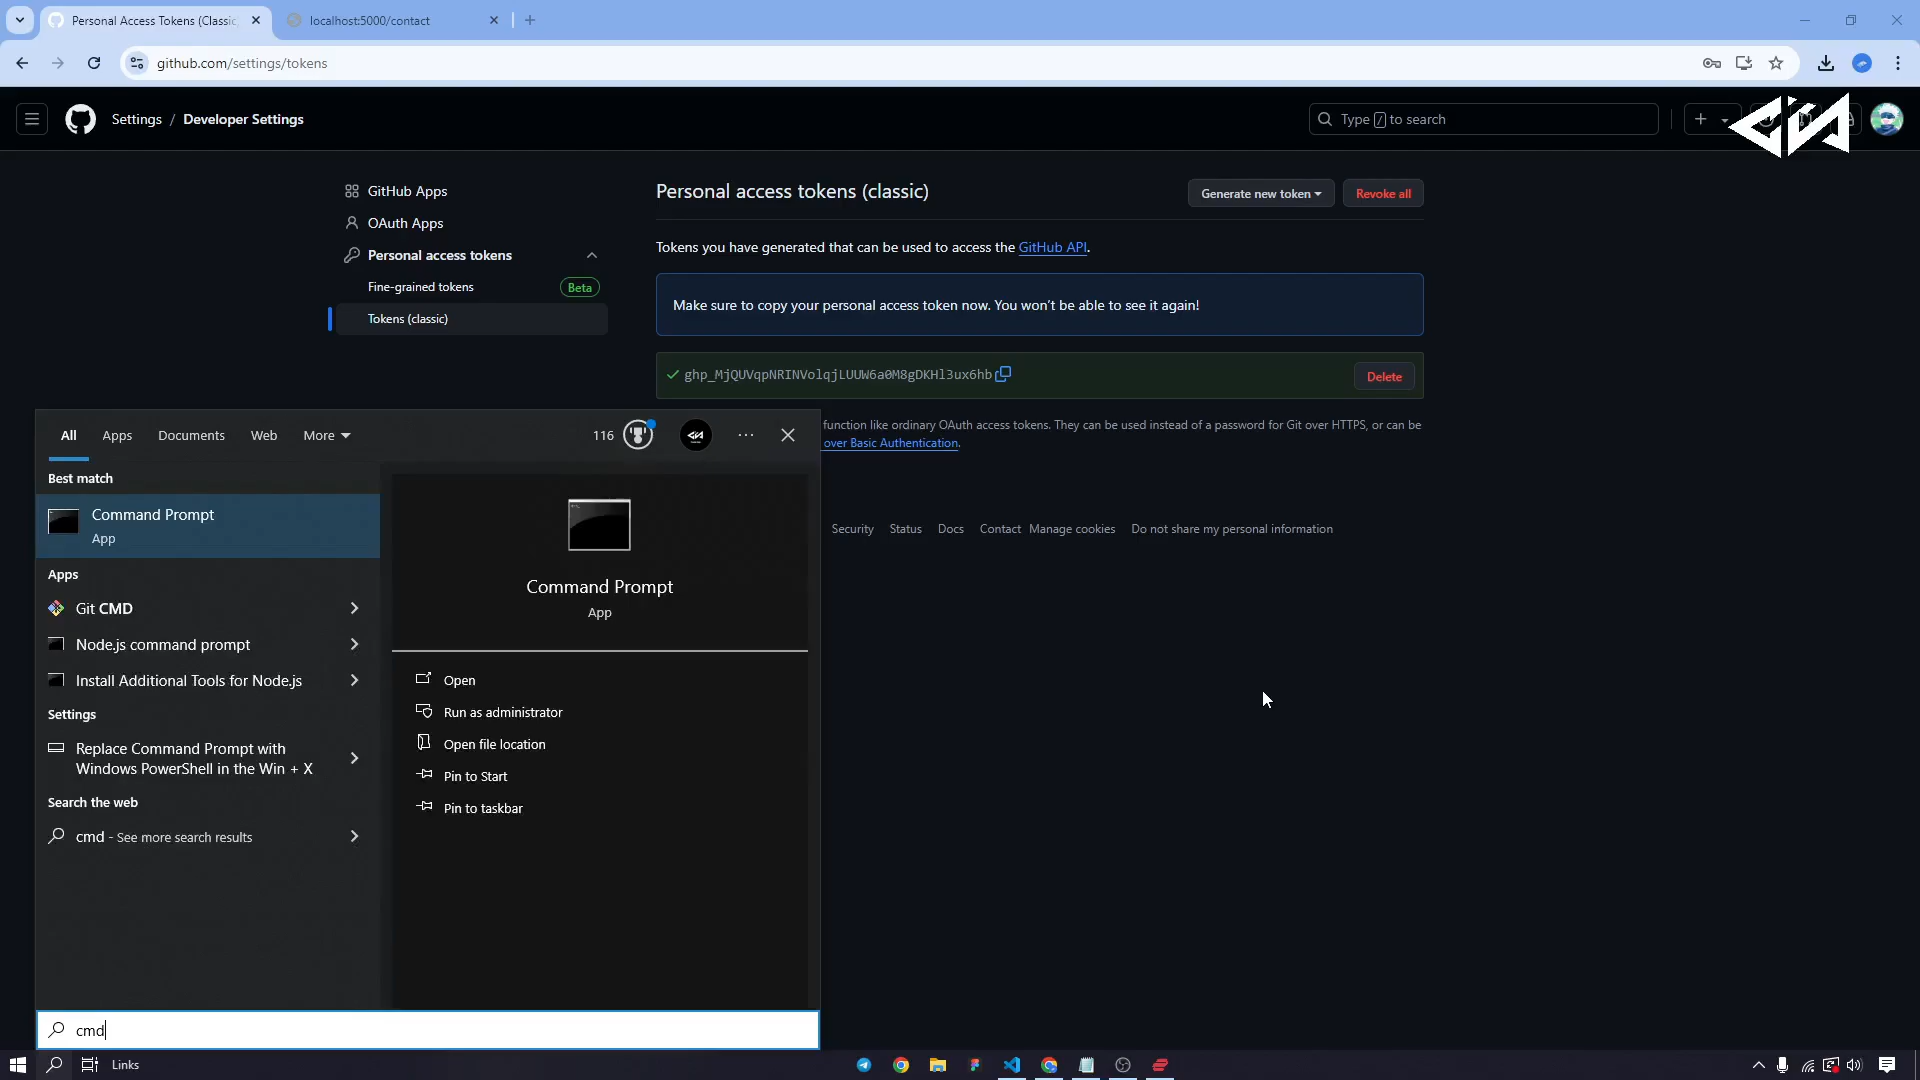 Personal Access Tokens (Classic
localhost:5000/contact
github.com/settings/tokens
Settings / Developer Settings
Type / to search
GitHub Apps
OAuth Apps
Personal access tokens
Fine-grained tokens Beta
Tokens (classic)
Personal access tokens (classic)
Generate new token
Revoke all
Tokens you have generated that can be used to access the GitHub API.
Make sure to copy your personal access token now. You won't be able to see it again!
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
Delete
function like ordinary OAuth access tokens. They can be used instead of a password for Git over HTTPS, or can be
over Basic Authentication.
Security Status Docs Contact Manage cookies Do not share my personal information
All Apps Documents Web More 116
Best match
Command Prompt
App
Apps
Git CMD
Node.js command prompt
Install Additional Tools for Node.js
Settings
Replace Command Prompt with
Windows PowerShell in the Win + X
Search the web
cmd - See more search results
Command Prompt
App
Open
Run as administrator
Open file location
Pin to Start
Pin to taskbar
cmd
Links